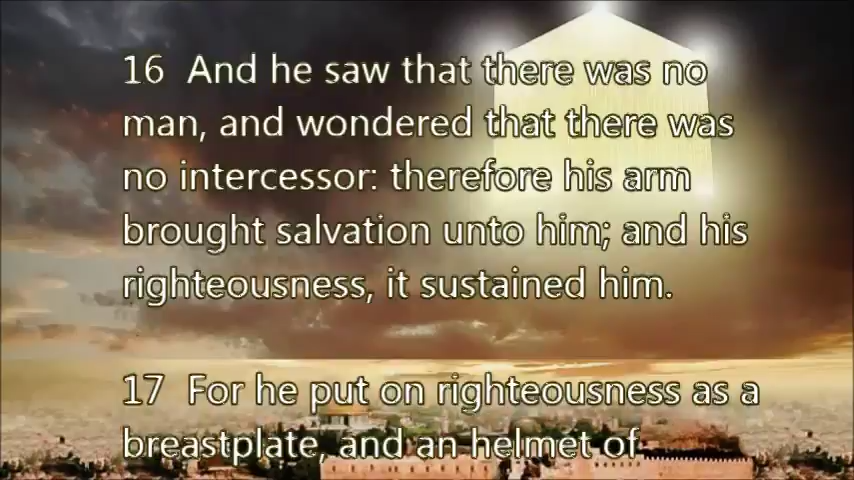 16 And he saw that there was no
man, and wondered that there was
no intercessor: therefore his arm
brought salvation unto him; and his
righteousness, it sustained him.
17 For he put on righteousness as a
breastplate, and an helmet of